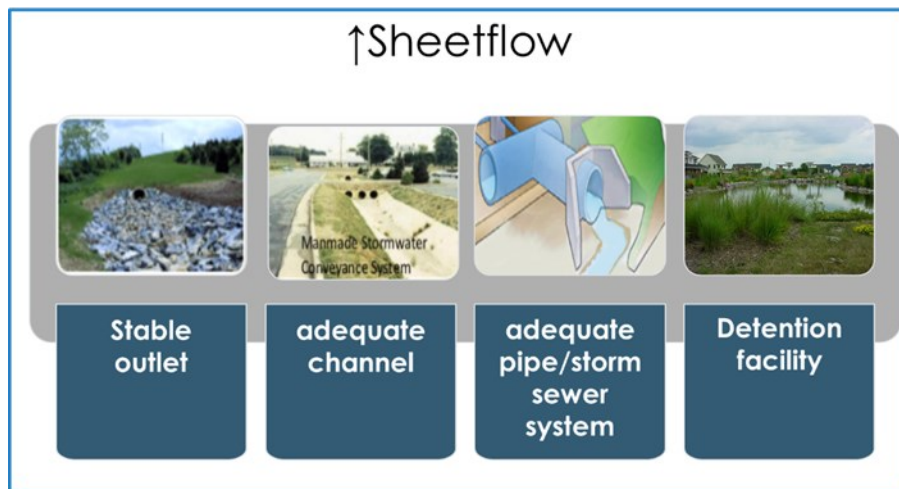 ↑Sheetflow
Manmade Stormwater
Conveyance System
Stable
outlet
adequate
channel
adequate
pipe/storm
sewer
system
Detention
facility